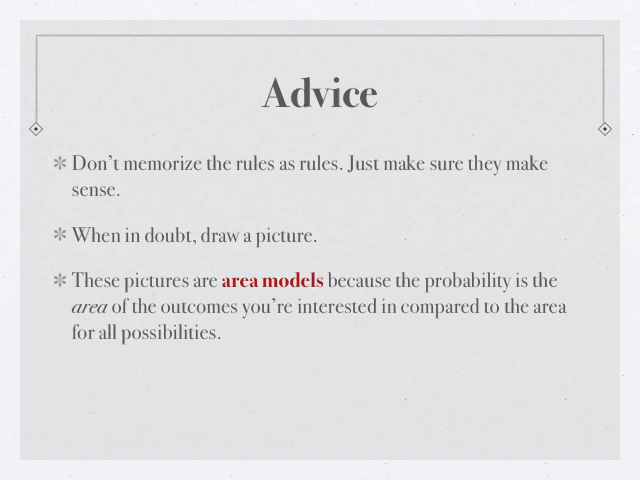 Advice
Don't memorize the rules as rules. Just make sure they make
sense.
When in doubt, draw a picture.
These pictures are area models because the probability is the
area of the outcomes you're interested in compared to the area
for all possibilities.